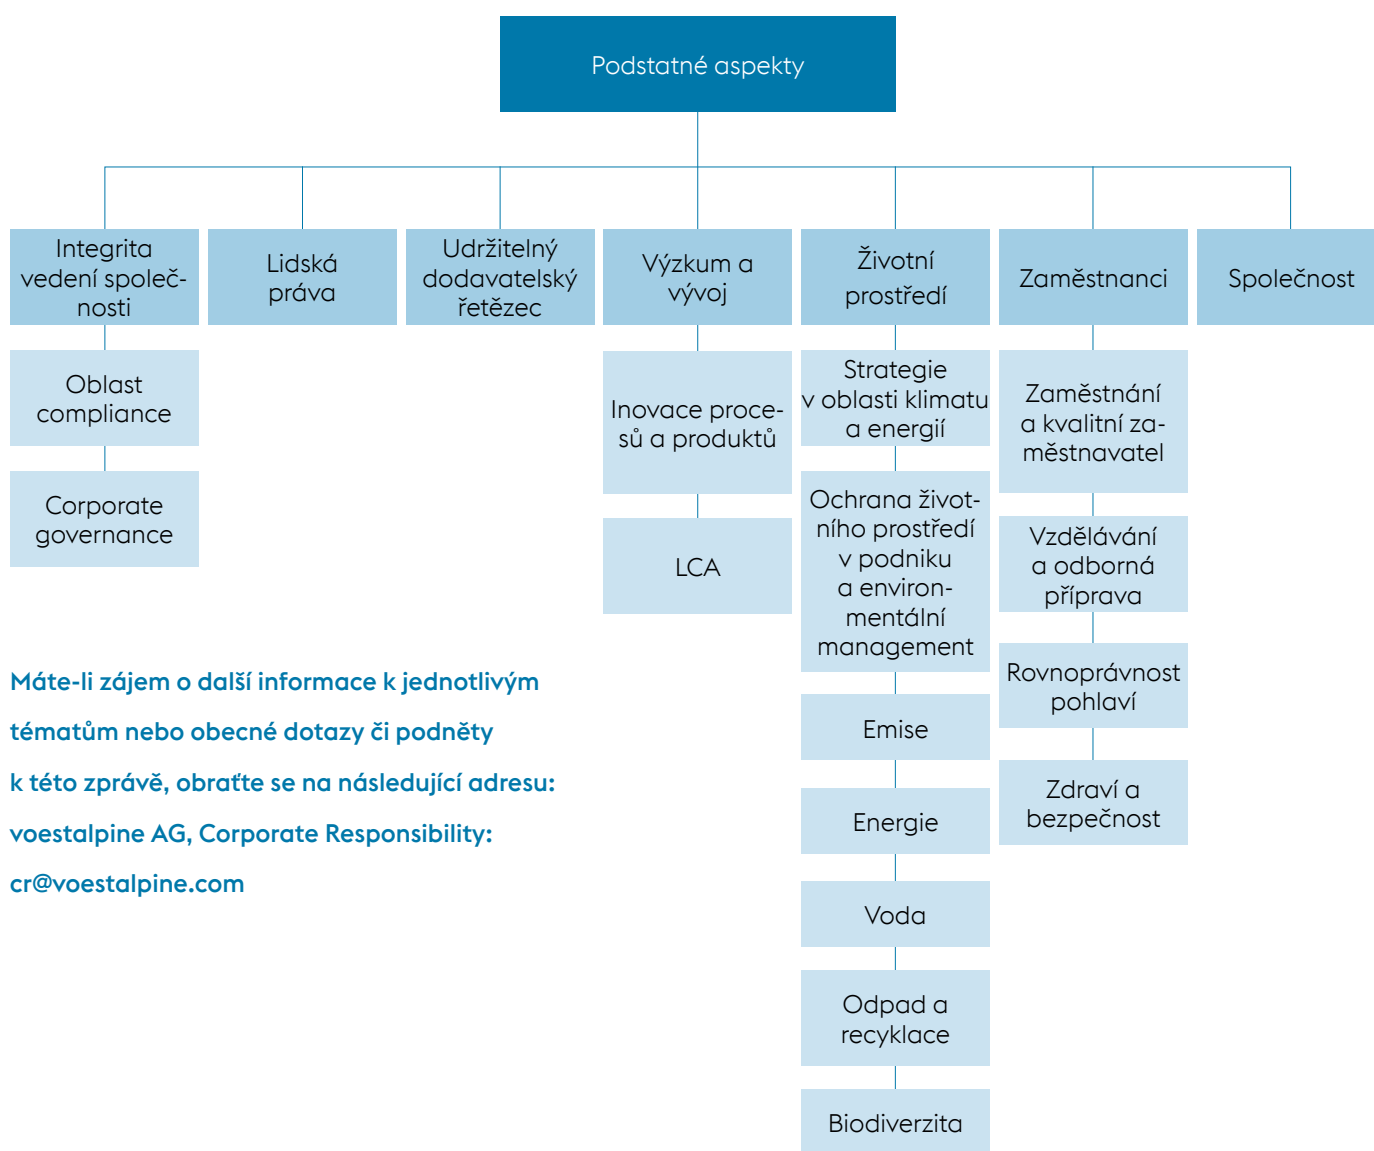 Podstatné aspekty
Integrita
vedení společ-
nosti
Lidská
práva
Udržitelný
dodavatelský
řetězec
Výzkum a
vývoj
Životní
prostředí
Zaměstnanci
Společnost
Oblast
compliance
Corporate
governance
Inovace proce-
sů a produktů
LCA
Strategie
v oblasti klimatu
a energií
Ochrana život-
ního prostředí
v podniku
a environ-
mentální
management
Emise
Energie
Voda
Odpad a
recyklace
Biodiverzita
Zaměstnání
a kvalitní za-
městnavatel
Vzdělávání
a odborná
příprava
Rovnoprávnost
pohlaví
Zdraví a
bezpečnost
Máte-li zájem o další informace k jednotlivým
tématům nebo obecné dotazy či podněty
k této zprávě, obraťte se na následující adresu:
voestalpine AG, Corporate Responsibility:
cr@voestalpine.com